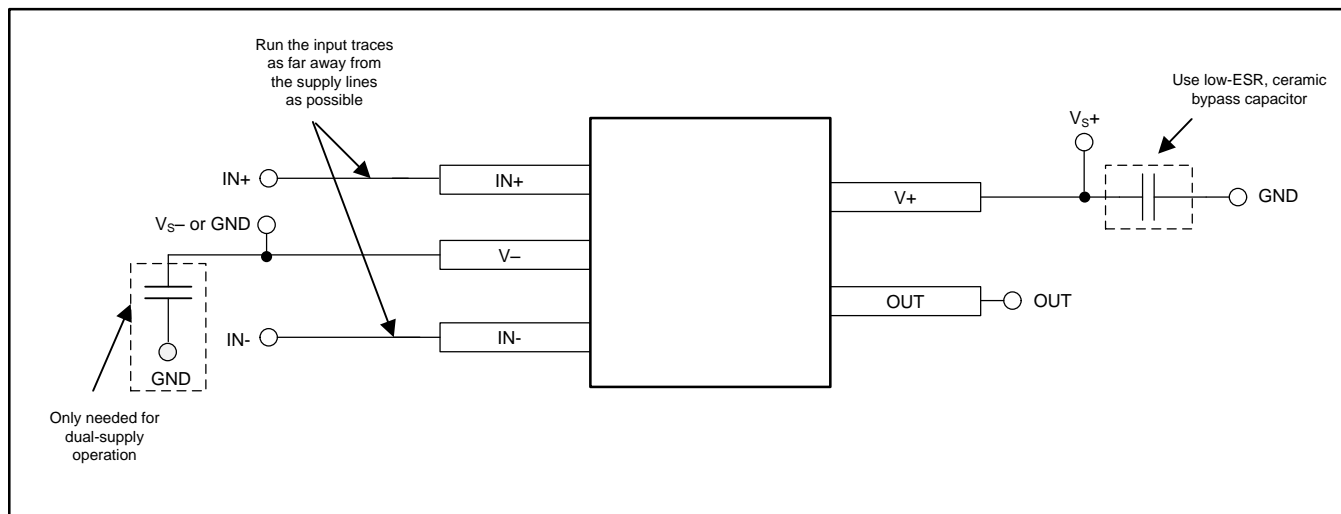 Run the input traces
as far away from
the supply lines
as possible
Use low-ESR, ceramic
bypass capacitor
VS+
IN+
IN+
V+
GND
VS– or GND
V–
OUT
OUT
IN-
IN-
GND
Only needed for
dual-supply
operation